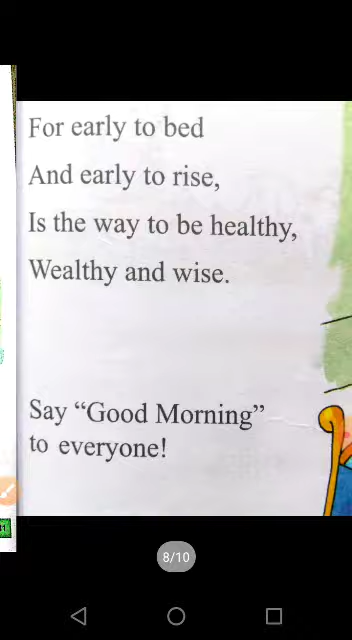 For early to bed
And early to rise,
Is the way to be healthy,
Wealthy and wise.
Say “Good Morning”
to everyone!
8/10